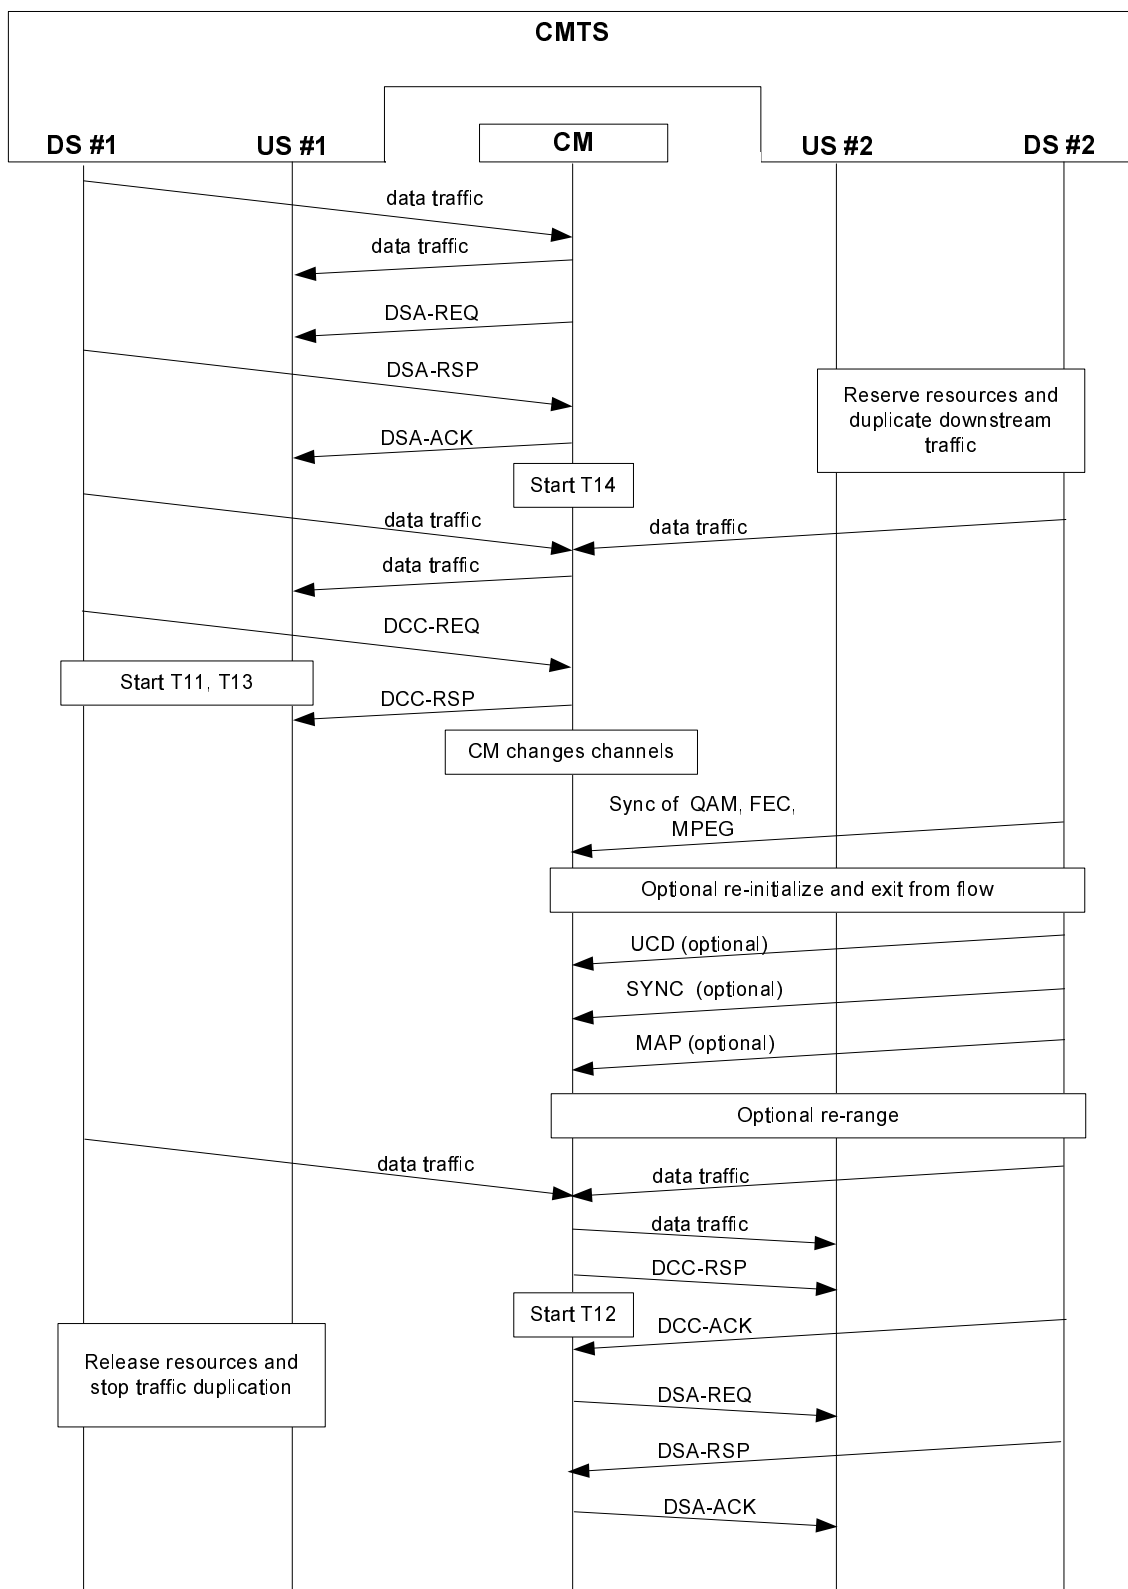 CMTS
DS #1
US #1
CM
US #2
DS #2
data traffic
data traffic
DSA-REQ
DSA-RSP
Reserve resources and
duplicate downstream
traffic
DSA-ACK
Start T14
data traffic
data traffic
data traffic
DCC-REQ
Start T11, T13
DCC-RSP
CM changes channels
Sync of QAM, FEC,
MPEG
Optional re-initialize and exit from flow
UCD (optional)
SYNC (optional)
MAP (optional)
Optional re-range
data traffic
data traffic
data traffic
DCC-RSP
Start T12
DCC-ACK
Release resources and
stop traffic duplication
DSA-REQ
DSA-RSP
DSA-ACK